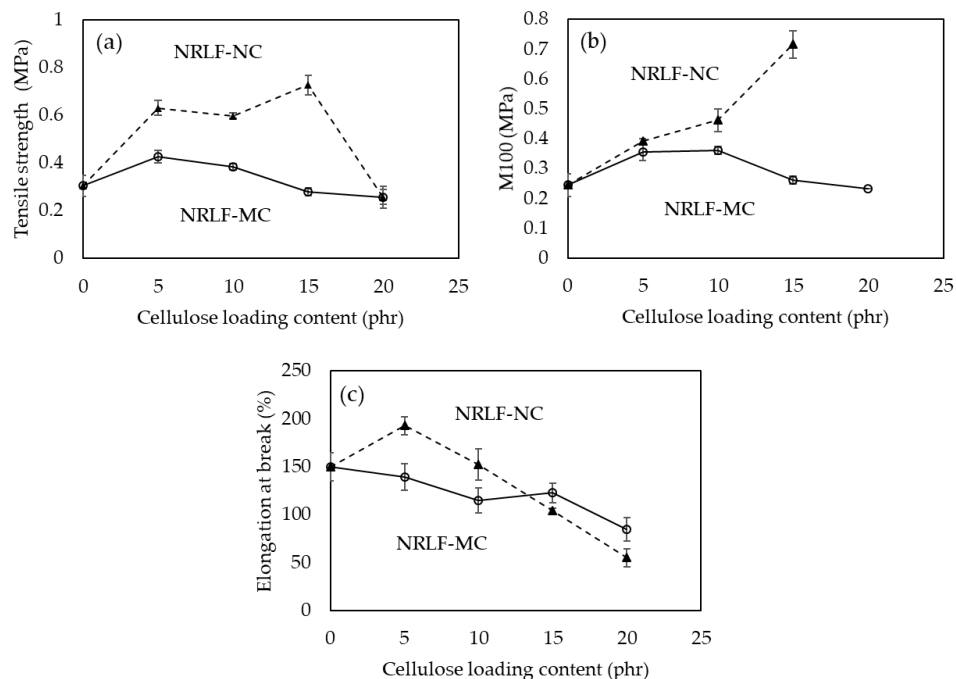 (a)
Tensile strength (MPa)
1
0.8
0.6
0.4
0.2
0
NRLF-NC
NRLF-MC
0 5 10 15 20 25
Cellulose loading content (phr)
(b)
M100 (MPa)
0.8
0.7
0.6
0.5
0.4
0.3
0.2
0.1
0
NRLF-NC
NRLF-MC
0 5 10 15 20 25
Cellulose loading content (phr)
(c)
Elongation at break (%)
250
200
150
100
50
0
NRLF-NC
NRLF-MC
0 5 10 15 20 25
Cellulose loading content (phr)